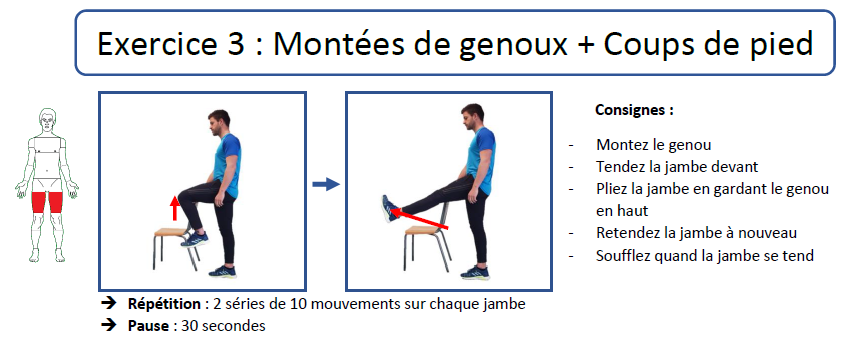 Exercice 3 : Montées de genoux + Coups de pied
Consignes :
- Montez le genou
- Tendez la jambe devant
- Pliez la jambe en gardant le genou
en haut
- Retendez la jambe à nouveau
- Soufflez quand la jambe se tend
➔ Répétition : 2 séries de 10 mouvements sur chaque jambe
➔ Pause : 30 secondes